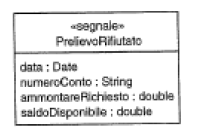 «segnale»
PrelievoRifiutato
data : Date
numeroConto : String
ammontareRichiesto : double
saldoDisponibile : double